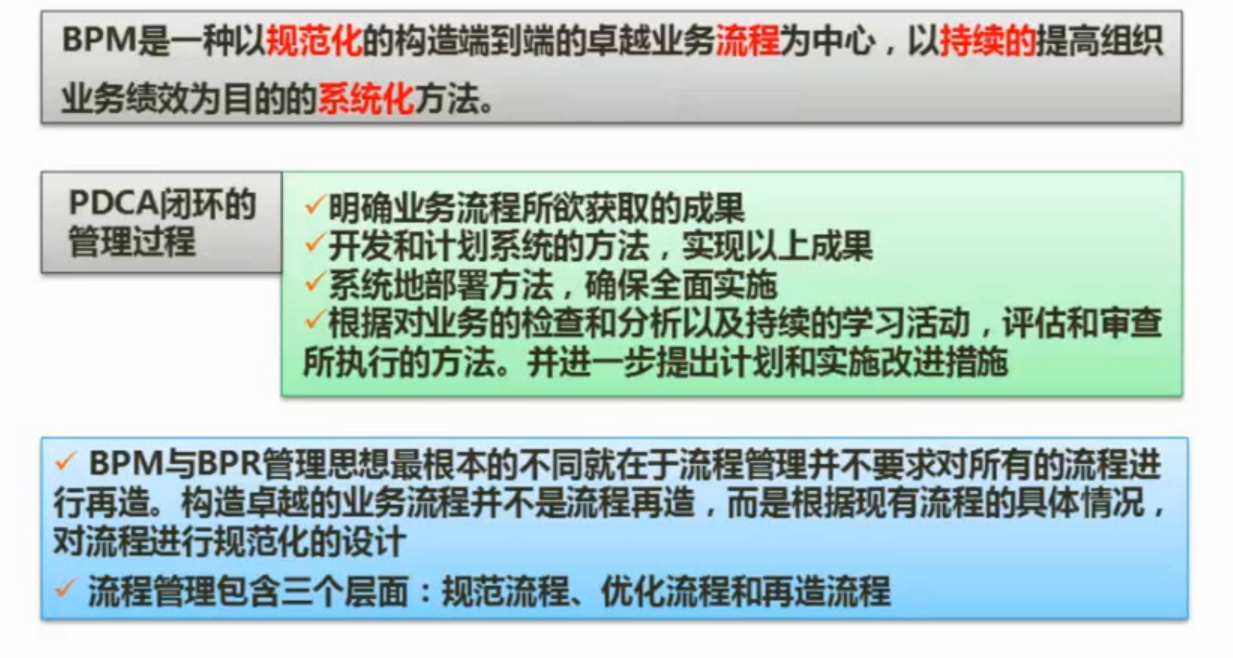 BPM是一种以规范化的构造端到端的卓越业务流程为中心，以持续的提高组织
业务绩效为目的的系统化方法。
PDCA闭环的
管理过程
✓明确业务流程所欲获取的成果
✓开发和计划系统的方法，实现以上成果
✓系统地部署方法，确保全面实施
✓根据对业务的检查和分析以及持续的学习活动，评估和审查
所执行的方法。并进一步提出计划和实施改进措施
✓ BPM与BPR管理思想最根本的不同就在于流程管理并不要求对所有的流程进
行再造。构造卓越的业务流程并不是流程再造，而是根据现有流程的具体情况，
对流程进行规范化的设计
✓ 流程管理包含三个层面：规范流程、优化流程和再造流程